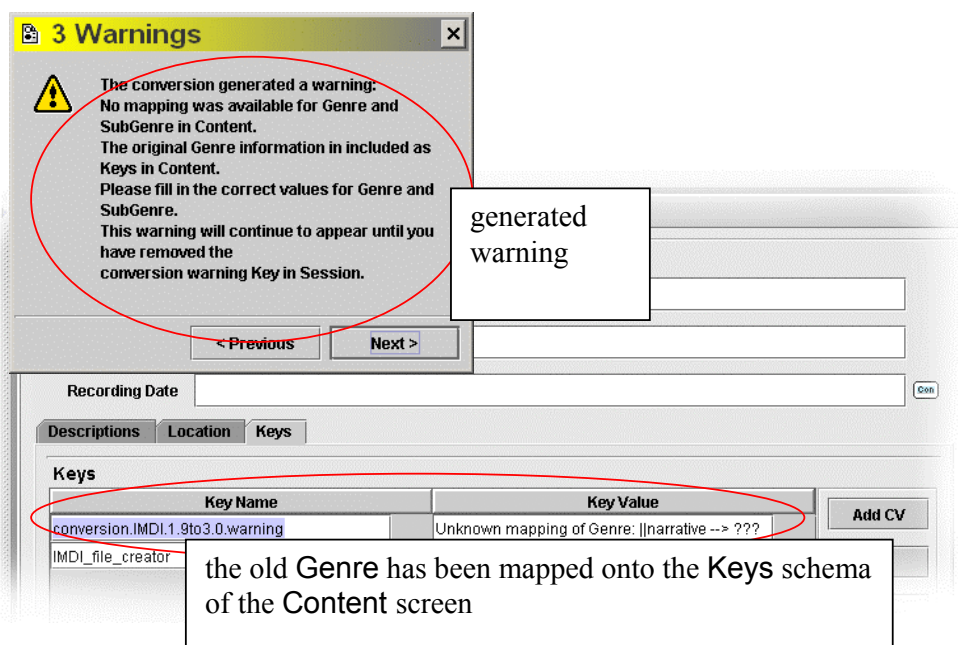 3 Warnings
The conversion generated a warning:
No mapping was available for Genre and
SubGenre in Content.
The original Genre information in included as
Keys in Content.
Please fill in the correct values for Genre and
SubGenre.
This warning will continue to appear until you
have removed the
conversion warning Key in Session.
< Previous Next >
generated
warning
Recording Date Con
Descriptions Location Keys
Keys
Key Name Key Value
Add CV
conversion.IMDI.1.9to3.0.warning Unknown mapping of Genre: ||narrative --> ???
IMDI_file_creator
the old Genre has been mapped onto the Keys schema
of the Content screen